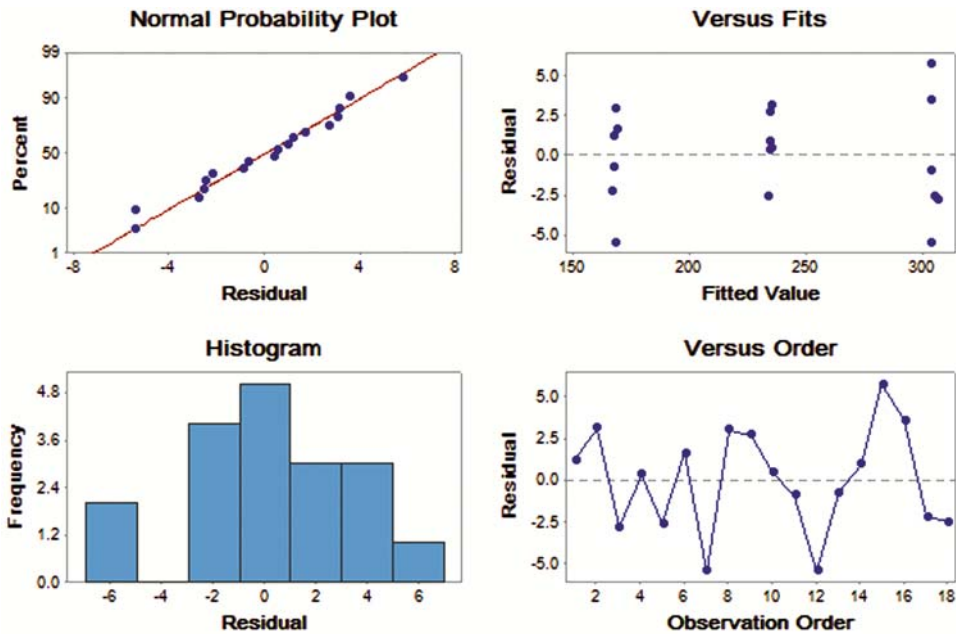 Normal Probability Plot
99
90
50
10
1
Percent
-8 -4 0 4 8
Residual
Versus Fits
5.0
2.5
0.0
-2.5
-5.0
Residual
150 200 250 300
Fitted Value
Histogram
4.8
3.6
2.4
1.2
0.0
Frequency
-6 -4 -2 0 2 4 6
Residual
Versus Order
5.0
2.5
0.0
-2.5
-5.0
Residual
2 4 6 8 10 12 14 16 18
Observation Order